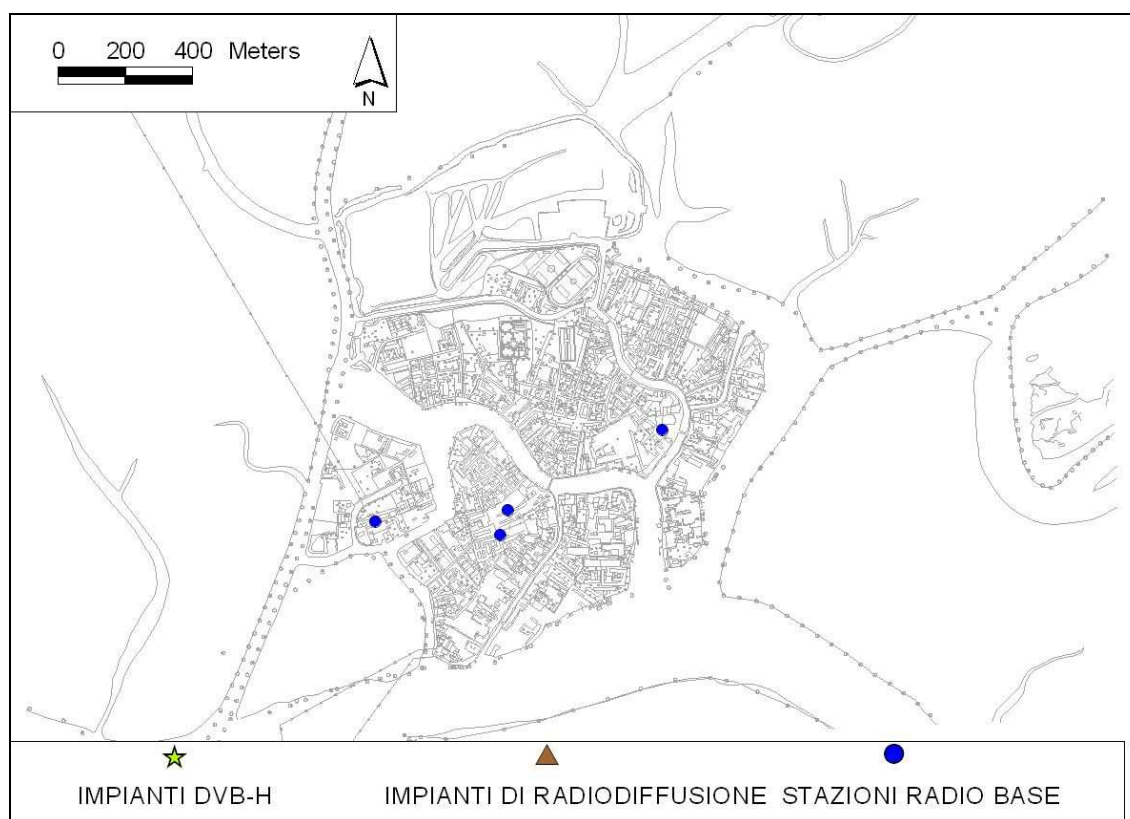 0 200 400 Meters
N
IMPIANTI DVB-H IMPIANTI DI RADIODIFFUSIONE STAZIONI RADIO BASE